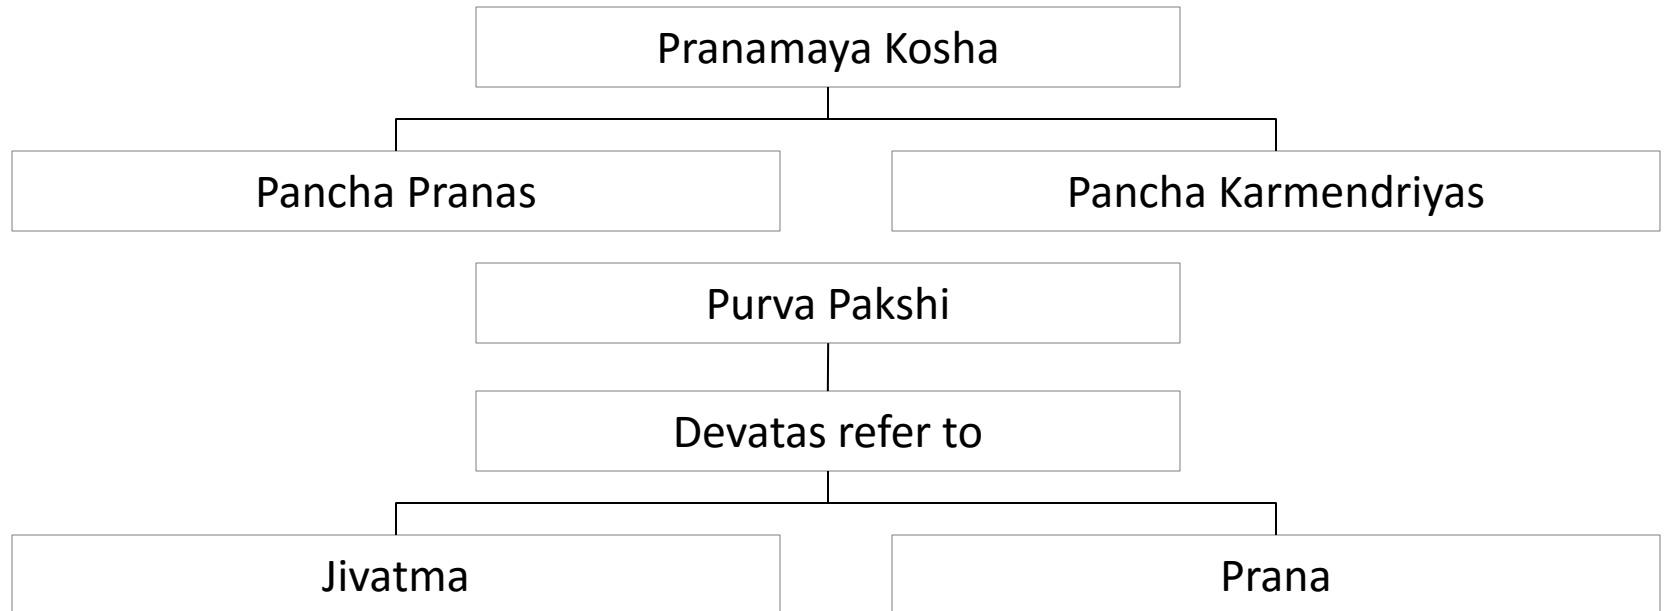 Pranamaya Kosha
Pancha Pranas
Pancha Karmendriyas
Purva Pakshi
Devatas refer to
Jivatma
Prana